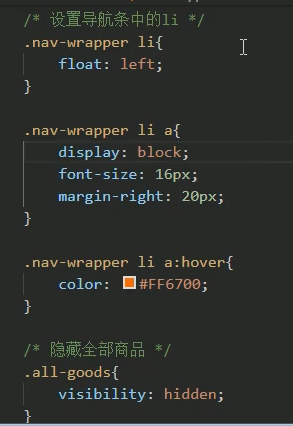 /* 设置导航条中的li */
.nav-wrapper li{
float: left;
}
.nav-wrapper li a{
display: block;
font-size: 16px;
margin-right: 20px;
}
.nav-wrapper li a:hover{
color: #FF6700;
}
/* 隐藏全部商品 */
.all-goods{
visibility: hidden;
}